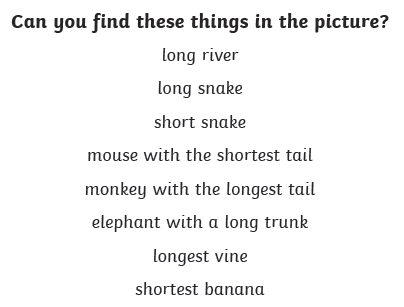 Can you find these things in the picture?
long river
long snake
short snake
mouse with the shortest tail
monkey with the longest tail
elephant with a long trunk
longest vine
shortest banana